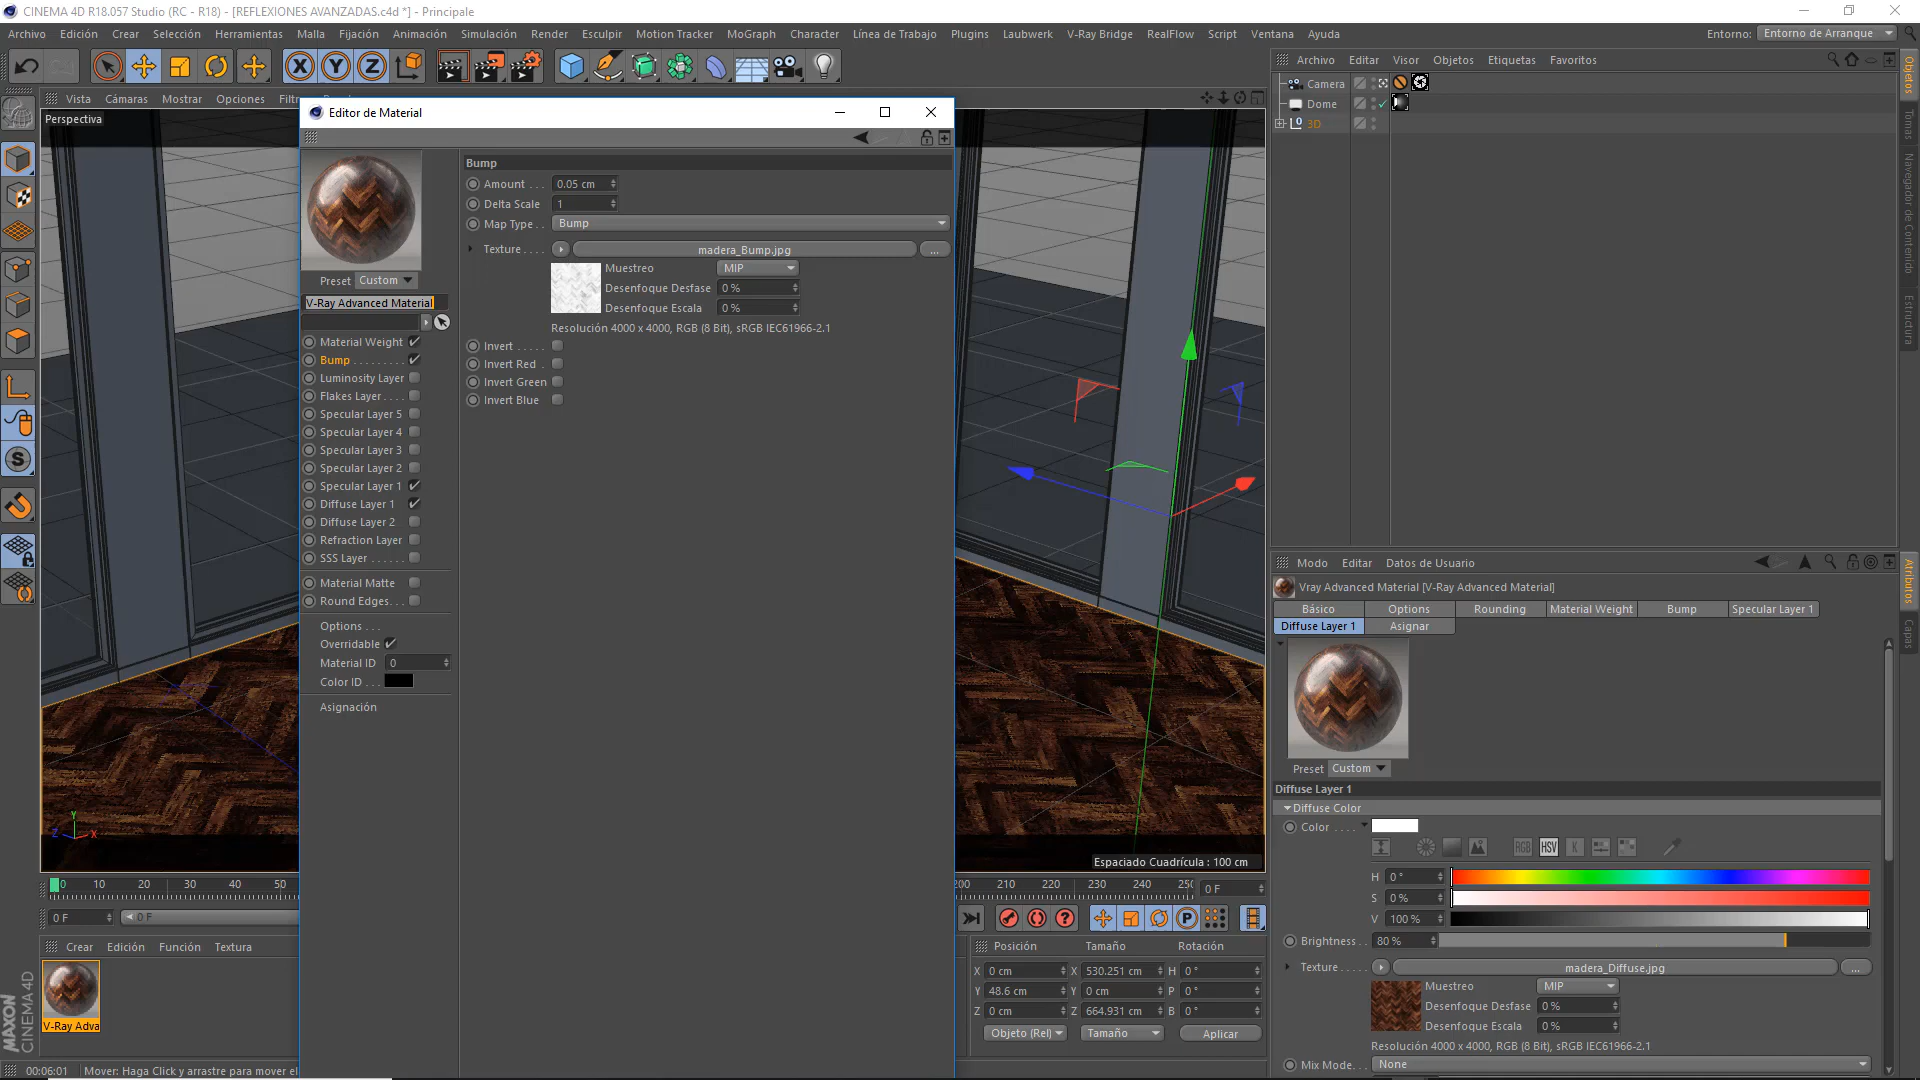 CINEMA 4D R18.057 Studio (RC - R18) - [REFLEXIONES AVANZADAS.c4d *] - Principale
Archivo Edición Crear Selección Herramientas Malla Fijación Animación Simulación Render Esculpir Motion Tracker MoGraph Character Línea de Trabajo Plugins Laubwerk V-Ray Bridge RealFlow Script Ventana Ayuda
Entorno: Entorno de Arranque
X Y Z
Archivo Editar Visor Objetos Etiquetas Favoritos
Camera
Dome
3D
Objetos
Tomas
Navegador de Contenido
Estructura
Vista Cámaras Mostrar Opciones
Perspectiva
Editor de Material
Preset Custom
V-Ray Advanced Material
Material Weight
Bump
Luminosity Layer
Flakes Layer
Specular Layer 5
Specular Layer 4
Specular Layer 3
Specular Layer 2
Specular Layer 1
Diffuse Layer 1
Diffuse Layer 2
Refraction Layer
SSS Layer
Material Matte
Round Edges
Options
Overridable
Material ID 0
Color ID
Asignación
Bump
Amount 0.05 cm
Delta Scale 1
Map Type Bump
Texture madera_Bump.jpg ...
Muestreo MIP
Desenfoque Desfase 0 %
Desenfoque Escala 0 %
Resolución 4000 x 4000, RGB (8 Bit), sRGB IEC61966-2.1
Invert
Invert Red
Invert Green
Invert Blue
Y
Z X
Espaciado Cuadrícula : 100 cm
0 10 20 30 40 50
200 210 220 230 240 0 F
0 F 0 F
Crear Edición Función Textura
V-Ray Adva
MAXON
CINEMA 4D
00:06:01 Mover: Haga Click y arrastre para mover el
Posición Tamaño Rotación
X 0 cm X 530.251 cm H 0 °
Y 48.6 cm Y 0 cm P 0 °
Z 0 cm Z 664.931 cm B 0 °
Objeto (Rel) Tamaño Aplicar
Modo Editar Datos de Usuario
Vray Advanced Material [V-Ray Advanced Material]
Básico Options Rounding Material Weight Bump Specular Layer 1
Diffuse Layer 1 Asignar
Atributos
Capas
Preset Custom
Diffuse Layer 1
Diffuse Color
Color
RGB HSV K
H 0 °
S 0 %
V 100 %
Brightness 80 %
Texture madera_Diffuse.jpg ...
Muestreo MIP
Desenfoque Desfase 0 %
Desenfoque Escala 0 %
Resolución 4000 x 4000, RGB (8 Bit), sRGB IEC61966-2.1
Mix Mode None